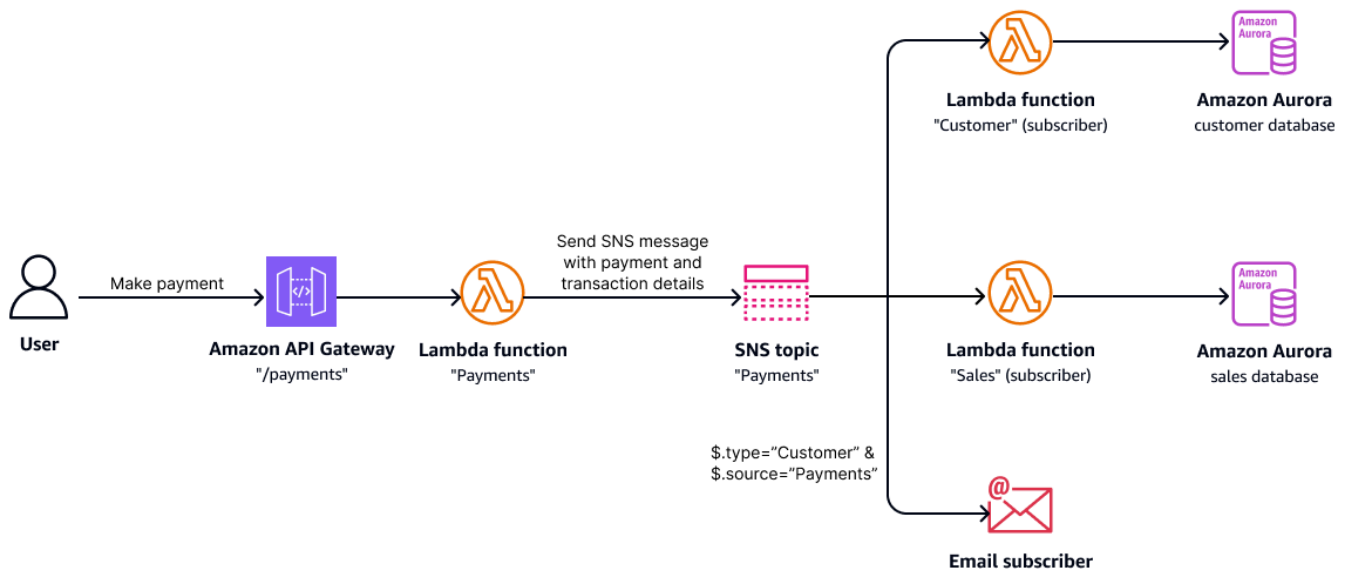 Amazon
Aurora
Lambda function
"Customer" (subscriber)
Amazon Aurora
customer database
Make payment
User
Amazon API Gateway
"/payments"
Lambda function
"Payments"
Send SNS message
with payment and
transaction details
SNS topic
"Payments"
Lambda function
"Sales" (subscriber)
Amazon
Aurora
Amazon Aurora
sales database
$.type=”Customer” &
$.source=”Payments”
@
Email subscriber